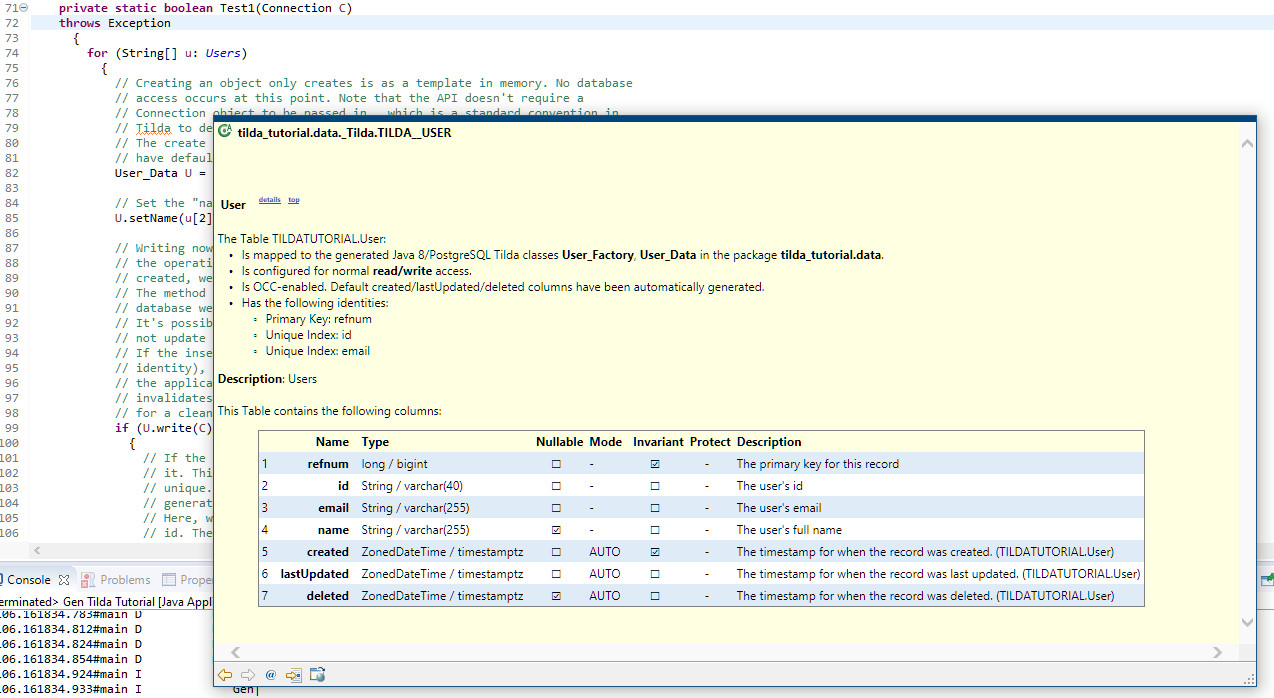 71 private static boolean Test1(Connection C)
72 throws Exception
73 {
74 for (String[] u: Users)
75 {
76 // Creating an object only creates is as a template in memory. No database
77 // access occurs at this point. Note that the API doesn't require a
78 // Connection object to be passed in, which is a standard convention in
79 // Tilda to de
80 // The create
81 // have defaul
82 User_Data U =
83
84 // Set the "na
85 U.setName(u[2]
86
87 // Writing now
88 // the operati
89 // created, we
90 // The method
91 // database we
92 // It's possib
93 // not update
94 // If the inse
95 // identity),
96 // the applica
97 // invalidates
98 // for a clean
99 if (U.write(C)
100 {
101 // If the
102 // it. Thi
103 // unique.
104 // generat
105 // Here, w
106 // id. The
tilda_tutorial.data._Tilda.TILDA__USER
User details top
The Table TILDATUTORIAL.User:
• Is mapped to the generated Java 8/PostgreSQL Tilda classes User_Factory, User_Data in the package tilda_tutorial.data.
• Is configured for normal read/write access.
• Is OCC-enabled. Default created/lastUpdated/deleted columns have been automatically generated.
• Has the following identities:
Primary Key: refnum
Unique Index: id
Unique Index: email
Description: Users
This Table contains the following columns:
Name Type Nullable Mode Invariant Protect Description
1 refnum long / bigint ☐ - ☑ - The primary key for this record
2 id String / varchar(40) ☐ - ☐ - The user's id
3 email String / varchar(255) ☐ - ☐ - The user's email
4 name String / varchar(255) ☑ - ☐ - The user's full name
5 created ZonedDateTime / timestamptz ☐ AUTO ☑ - The timestamp for when the record was created. (TILDATUTORIAL.User)
6 lastUpdated ZonedDateTime / timestamptz ☐ AUTO ☐ - The timestamp for when the record was last updated. (TILDATUTORIAL.User)
7 deleted ZonedDateTime / timestamptz ☑ AUTO ☐ - The timestamp for when the record was deleted. (TILDATUTORIAL.User)
Console Problems Prope
erminated> Gen Tilda Tutorial [Java Appl
06.161834.783#main D
06.161834.812#main D
06.161834.824#main D
06.161834.854#main D
06.161834.924#main I
06.161834.933#main I Gen